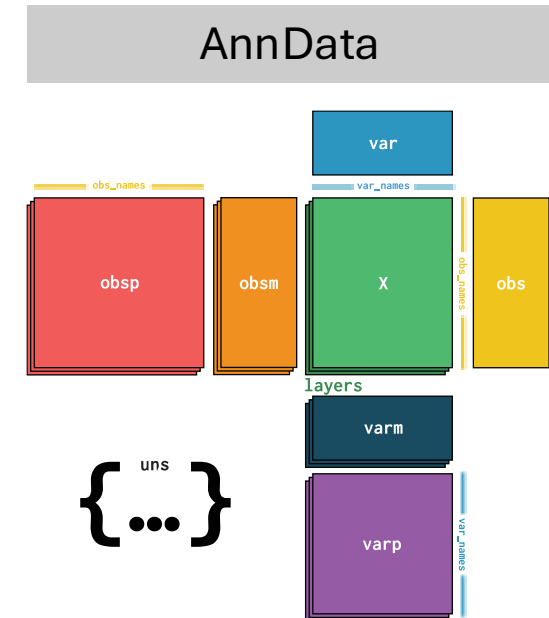 AnnData
var
obs_names
var_names
obsp
obsm
X
obs_names
obs
layers
varm
uns
{...}
varp
var_names